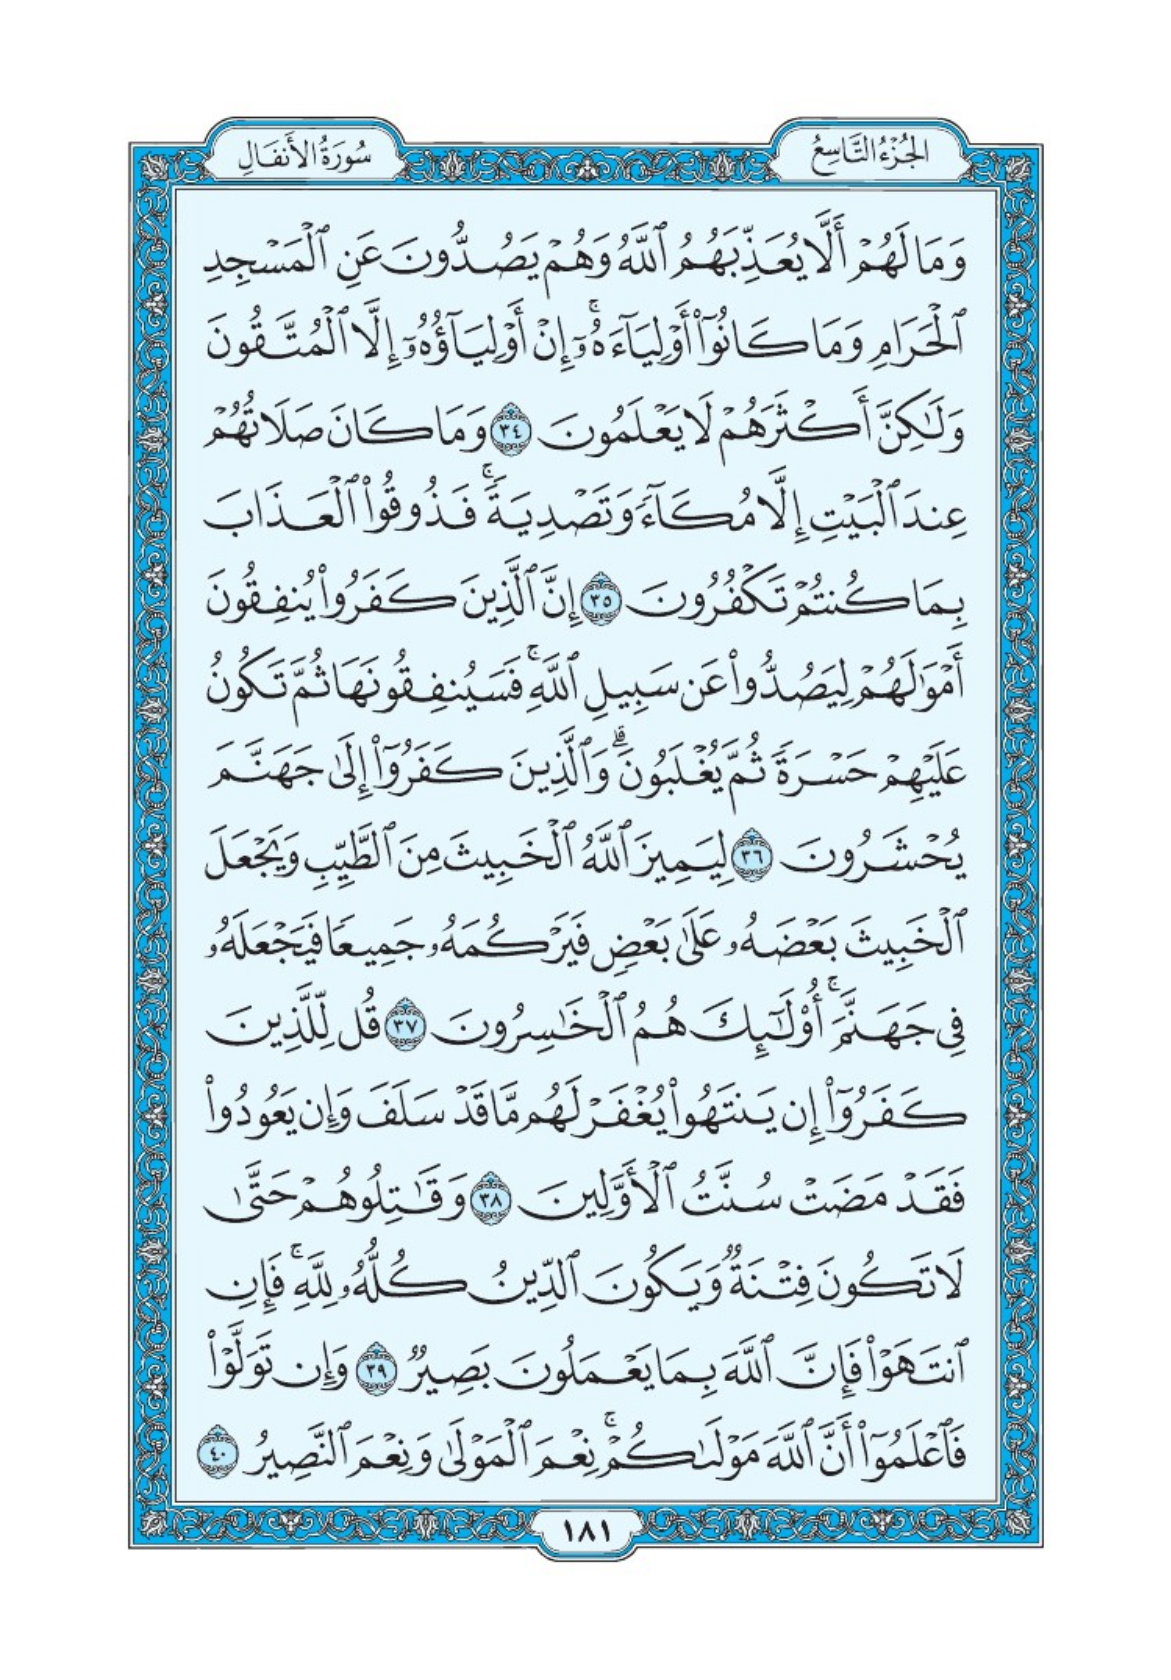 الجُزْءُ التَّاسِعُ
سُورَةُ الأَنفَالِ
وَمَا لَهُمْ أَلَّا يُعَذِّبَهُمُ ٱللَّهُ وَهُمْ يَصُدُّونَ عَنِ ٱلْمَسْجِدِ
ٱلْحَرَامِ وَمَا كَانُوٓا۟ أَوْلِيَآءَهُۥٓ ۚ إِنْ أَوْلِيَآؤُهُۥٓ إِلَّا ٱلْمُتَّقُونَ
وَلَـٰكِنَّ أَكْثَرَهُمْ لَا يَعْلَمُونَ ٣٤ وَمَا كَانَ صَلَاتُهُمْ
عِندَ ٱلْبَيْتِ إِلَّا مُكَآءً وَتَصْدِيَةً ۚ فَذُوقُوا۟ ٱلْعَذَابَ
بِمَا كُنتُمْ تَكْفُرُونَ ٣٥ إِنَّ ٱلَّذِينَ كَفَرُوا۟ يُنفِقُونَ
أَمْوَٰلَهُمْ لِيَصُدُّوا۟ عَن سَبِيلِ ٱللَّهِ ۚ فَسَيُنفِقُونَهَا ثُمَّ تَكُونُ
عَلَيْهِمْ حَسْرَةً ثُمَّ يُغْلَبُونَ ۗ وَٱلَّذِينَ كَفَرُوٓا۟ إِلَىٰ جَهَنَّمَ
يُحْشَرُونَ ٣٦ لِيَمِيزَ ٱللَّهُ ٱلْخَبِيثَ مِنَ ٱلطَّيِّبِ وَيَجْعَلَ
ٱلْخَبِيثَ بَعْضَهُۥ عَلَىٰ بَعْضٍ فَيَرْكُمَهُۥ جَمِيعًا فَيَجْعَلَهُۥ
فِى جَهَنَّمَ ۚ أُو۟لَـٰٓئِكَ هُمُ ٱلْخَـٰسِرُونَ ٣٧ قُل لِّلَّذِينَ
كَفَرُوٓا۟ إِن يَنتَهُوا۟ يُغْفَرْ لَهُم مَّا قَدْ سَلَفَ وَإِن يَعُودُوا۟
فَقَدْ مَضَتْ سُنَّتُ ٱلْأَوَّلِينَ ٣٨ وَقَـٰتِلُوهُمْ حَتَّىٰ
لَا تَكُونَ فِتْنَةٌ وَيَكُونَ ٱلدِّينُ كُلُّهُۥ لِلَّهِ ۚ فَإِنِ
ٱنتَهَوْا۟ فَإِنَّ ٱللَّهَ بِمَا يَعْمَلُونَ بَصِيرٌ ٣٩ وَإِن تَوَلَّوْا۟
فَٱعْلَمُوٓا۟ أَنَّ ٱللَّهَ مَوْلَىٰكُمْ ۚ نِعْمَ ٱلْمَوْلَىٰ وَنِعْمَ ٱلنَّصِيرُ ٤٠
١٨١